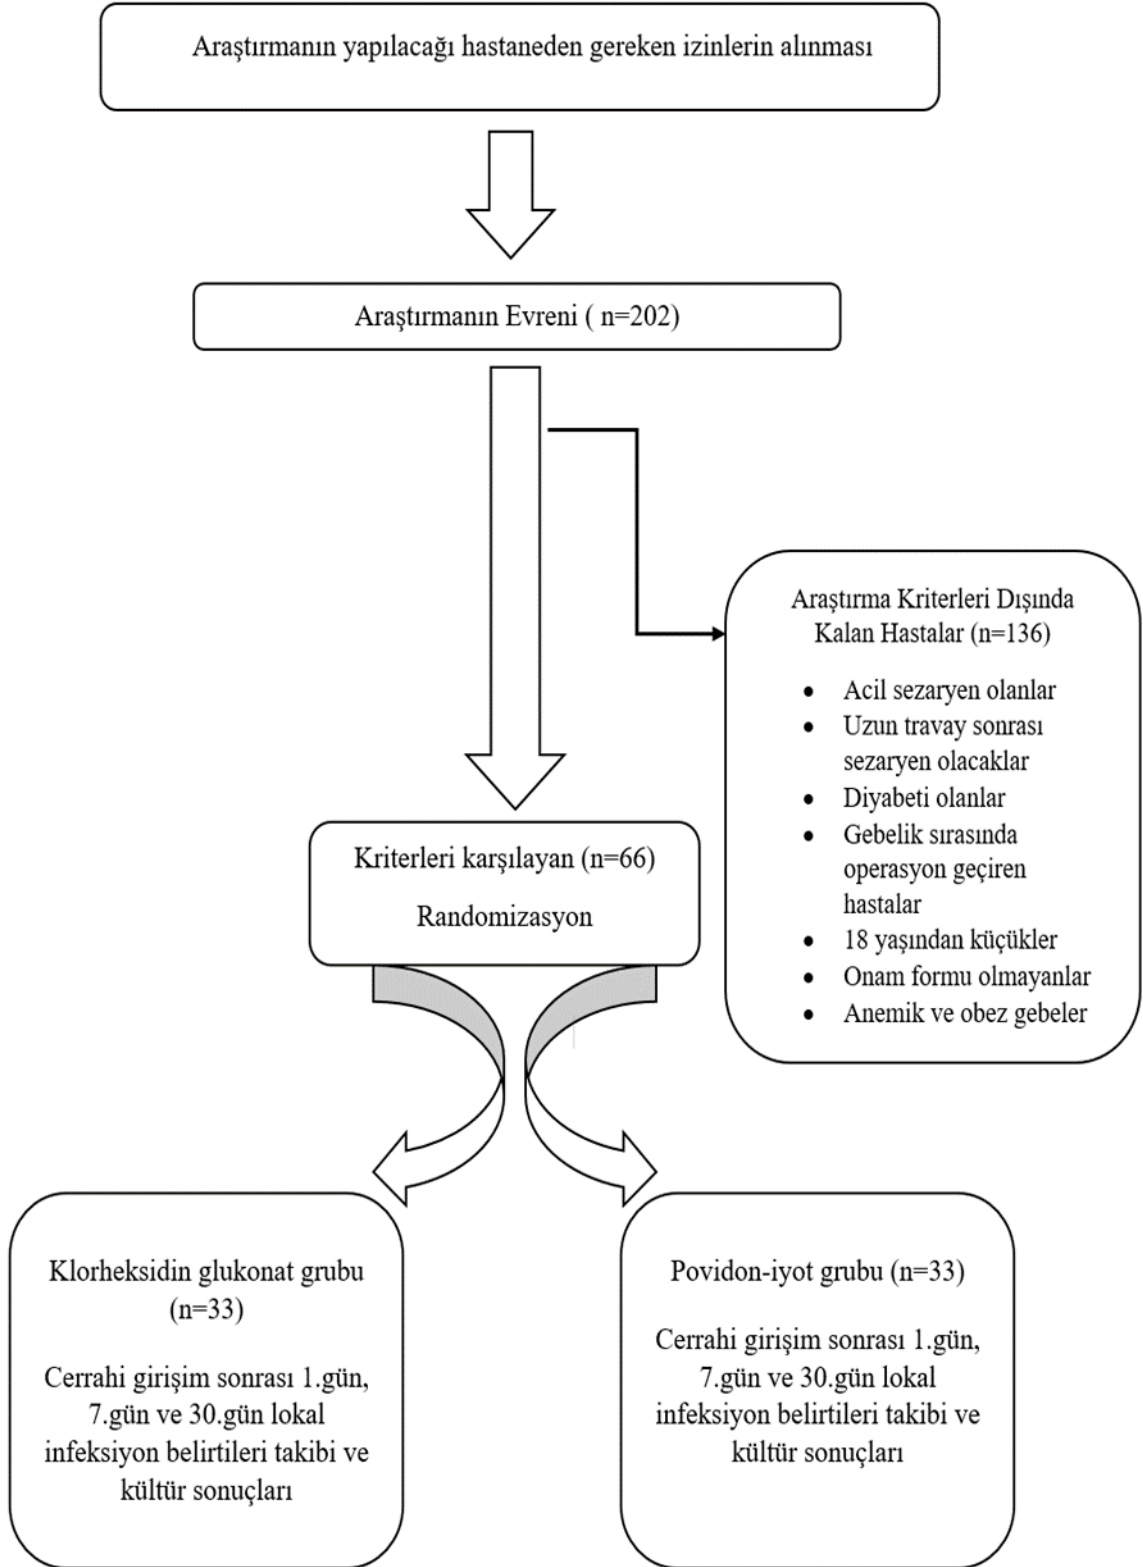 Araştırmanın yapılacağı hastaneden gereken izinlerin alınması
Araştırmanın Evreni ( n=202)
Araştırma Kriterleri Dışında
Kalan Hastalar (n=136)
• Acil sezaryen olanlar
• Uzun travay sonrası
sezaryen olacaklar
• Diyabeti olanlar
• Gebelik sırasında
operasyon geçiren
hastalar
• 18 yaşından küçükler
• Onam formu olmayanlar
• Anemik ve obez gebeler
Kriterleri karşılayan (n=66)
Randomizasyon
Klorheksidin glukonat grubu
(n=33)
Cerrahi girişim sonrası 1.gün,
7.gün ve 30.gün lokal
infeksiyon belirtileri takibi ve
kültür sonuçları
Povidon-iyot grubu (n=33)
Cerrahi girişim sonrası 1.gün,
7.gün ve 30.gün lokal
infeksiyon belirtileri takibi ve
kültür sonuçları